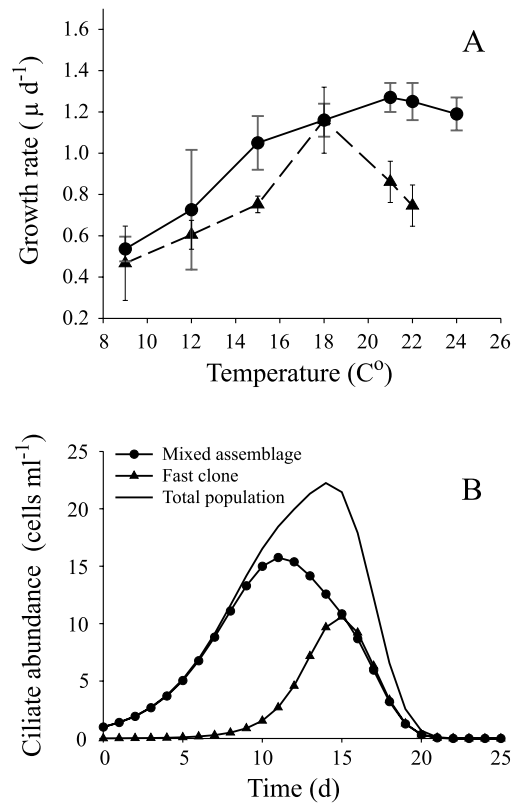 A
1.6
1.4
1.2
1.0
0.8
0.6
0.4
0.2
Growth rate ( μ d⁻¹)
8 10 12 14 16 18 20 22 24 26
Temperature (Cᵒ)
B
25
20
15
10
5
0
Ciliate abundance (cells ml⁻¹)
Mixed assemblage
Fast clone
Total population
0 5 10 15 20 25
Time (d)